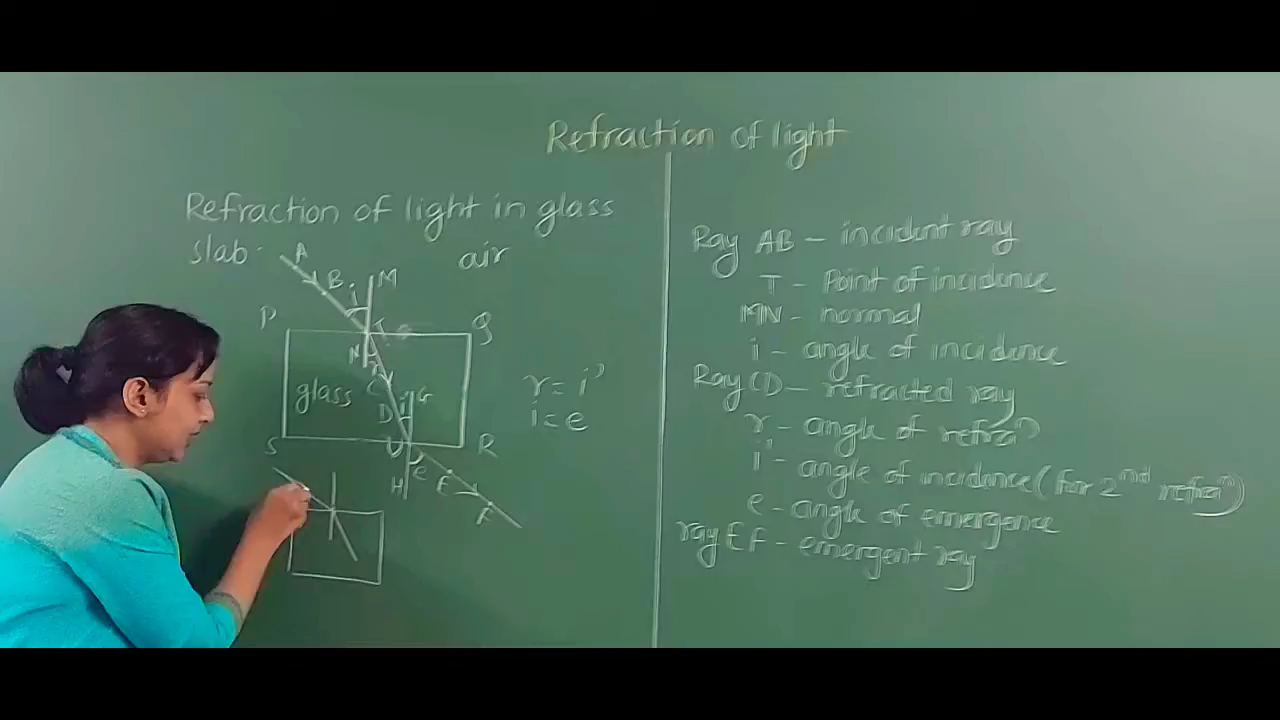 Refraction of light
Refraction of light in glass
slab.
air
A
B
i
M
P
T
Q
N
r
C
glass
D
i'
G
S
U
R
e
H
E
F
r = i'
i = e
Ray AB - incident ray
T - Point of incidence
MN - normal
i - angle of incidence
Ray CD - refracted ray
r - angle of refraⁿ
i' - angle of incidence (for 2nd refraⁿ)
e - angle of emergence
ray EF - emergent ray